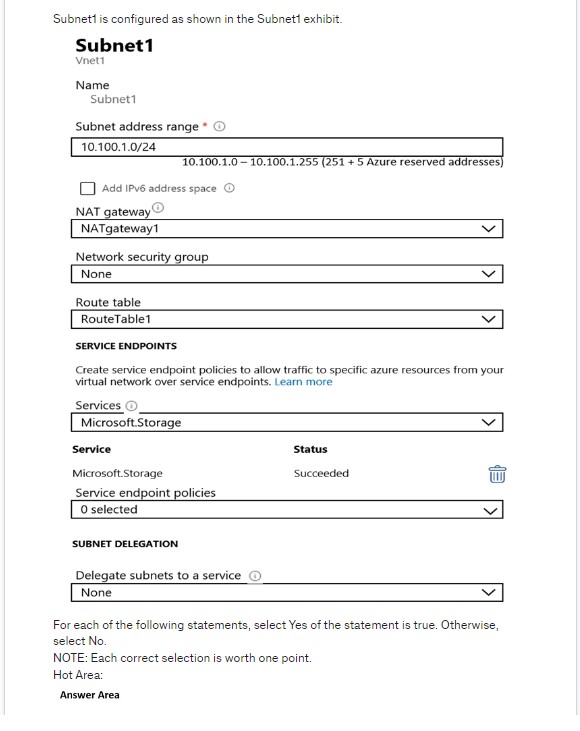 Subnet1 is configured as shown in the Subnet1 exhibit.
Subnet1
Vnet1
Name
Subnet1
Subnet address range *
10.100.1.0/24
10.100.1.0 – 10.100.1.255 (251 + 5 Azure reserved addresses)
Add IPv6 address space
NAT gateway
NATgateway1
Network security group
None
Route table
RouteTable1
SERVICE ENDPOINTS
Create service endpoint policies to allow traffic to specific azure resources from your
virtual network over service endpoints. Learn more
Services
Microsoft.Storage
Service Status
Microsoft.Storage Succeeded
Service endpoint policies
0 selected
SUBNET DELEGATION
Delegate subnets to a service
None
For each of the following statements, select Yes of the statement is true. Otherwise,
select No.
NOTE: Each correct selection is worth one point.
Hot Area:
Answer Area